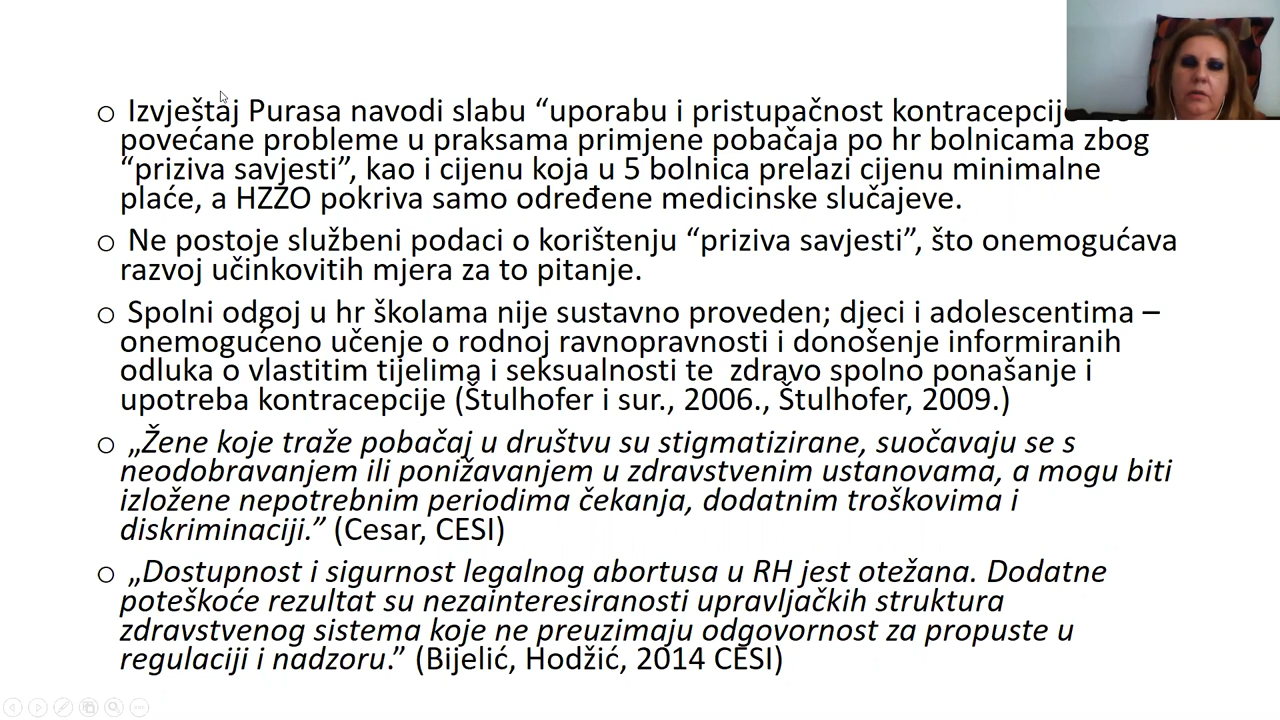 Izvještaj Purasa navodi slabu “uporabu i pristupačnost kontracepcij
povećane probleme u praksama primjene pobačaja po hr bolnicama zbog
“priziva savjesti”, kao i cijenu koja u 5 bolnica prelazi cijenu minimalne
plaće, a HZZO pokriva samo određene medicinske slučajeve.
Ne postoje službeni podaci o korištenju “priziva savjesti”, što onemogućava
razvoj učinkovitih mjera za to pitanje.
Spolni odgoj u hr školama nije sustavno proveden; djeci i adolescentima –
onemogućeno učenje o rodnoj ravnopravnosti i donošenje informiranih
odluka o vlastitim tijelima i seksualnosti te  zdravo spolno ponašanje i
upotreba kontracepcije (Štulhofer i sur., 2006., Štulhofer, 2009.)
„Žene koje traže pobačaj u društvu su stigmatizirane, suočavaju se s
neodobravanjem ili ponižavanjem u zdravstvenim ustanovama, a mogu biti
izložene nepotrebnim periodima čekanja, dodatnim troškovima i
diskriminaciji.” (Cesar, CESI)
„Dostupnost i sigurnost legalnog abortusa u RH jest otežana. Dodatne
poteškoće rezultat su nezainteresiranosti upravljačkih struktura
zdravstvenog sistema koje ne preuzimaju odgovornost za propuste u
regulaciji i nadzoru.” (Bijelić, Hodžić, 2014 CESI)